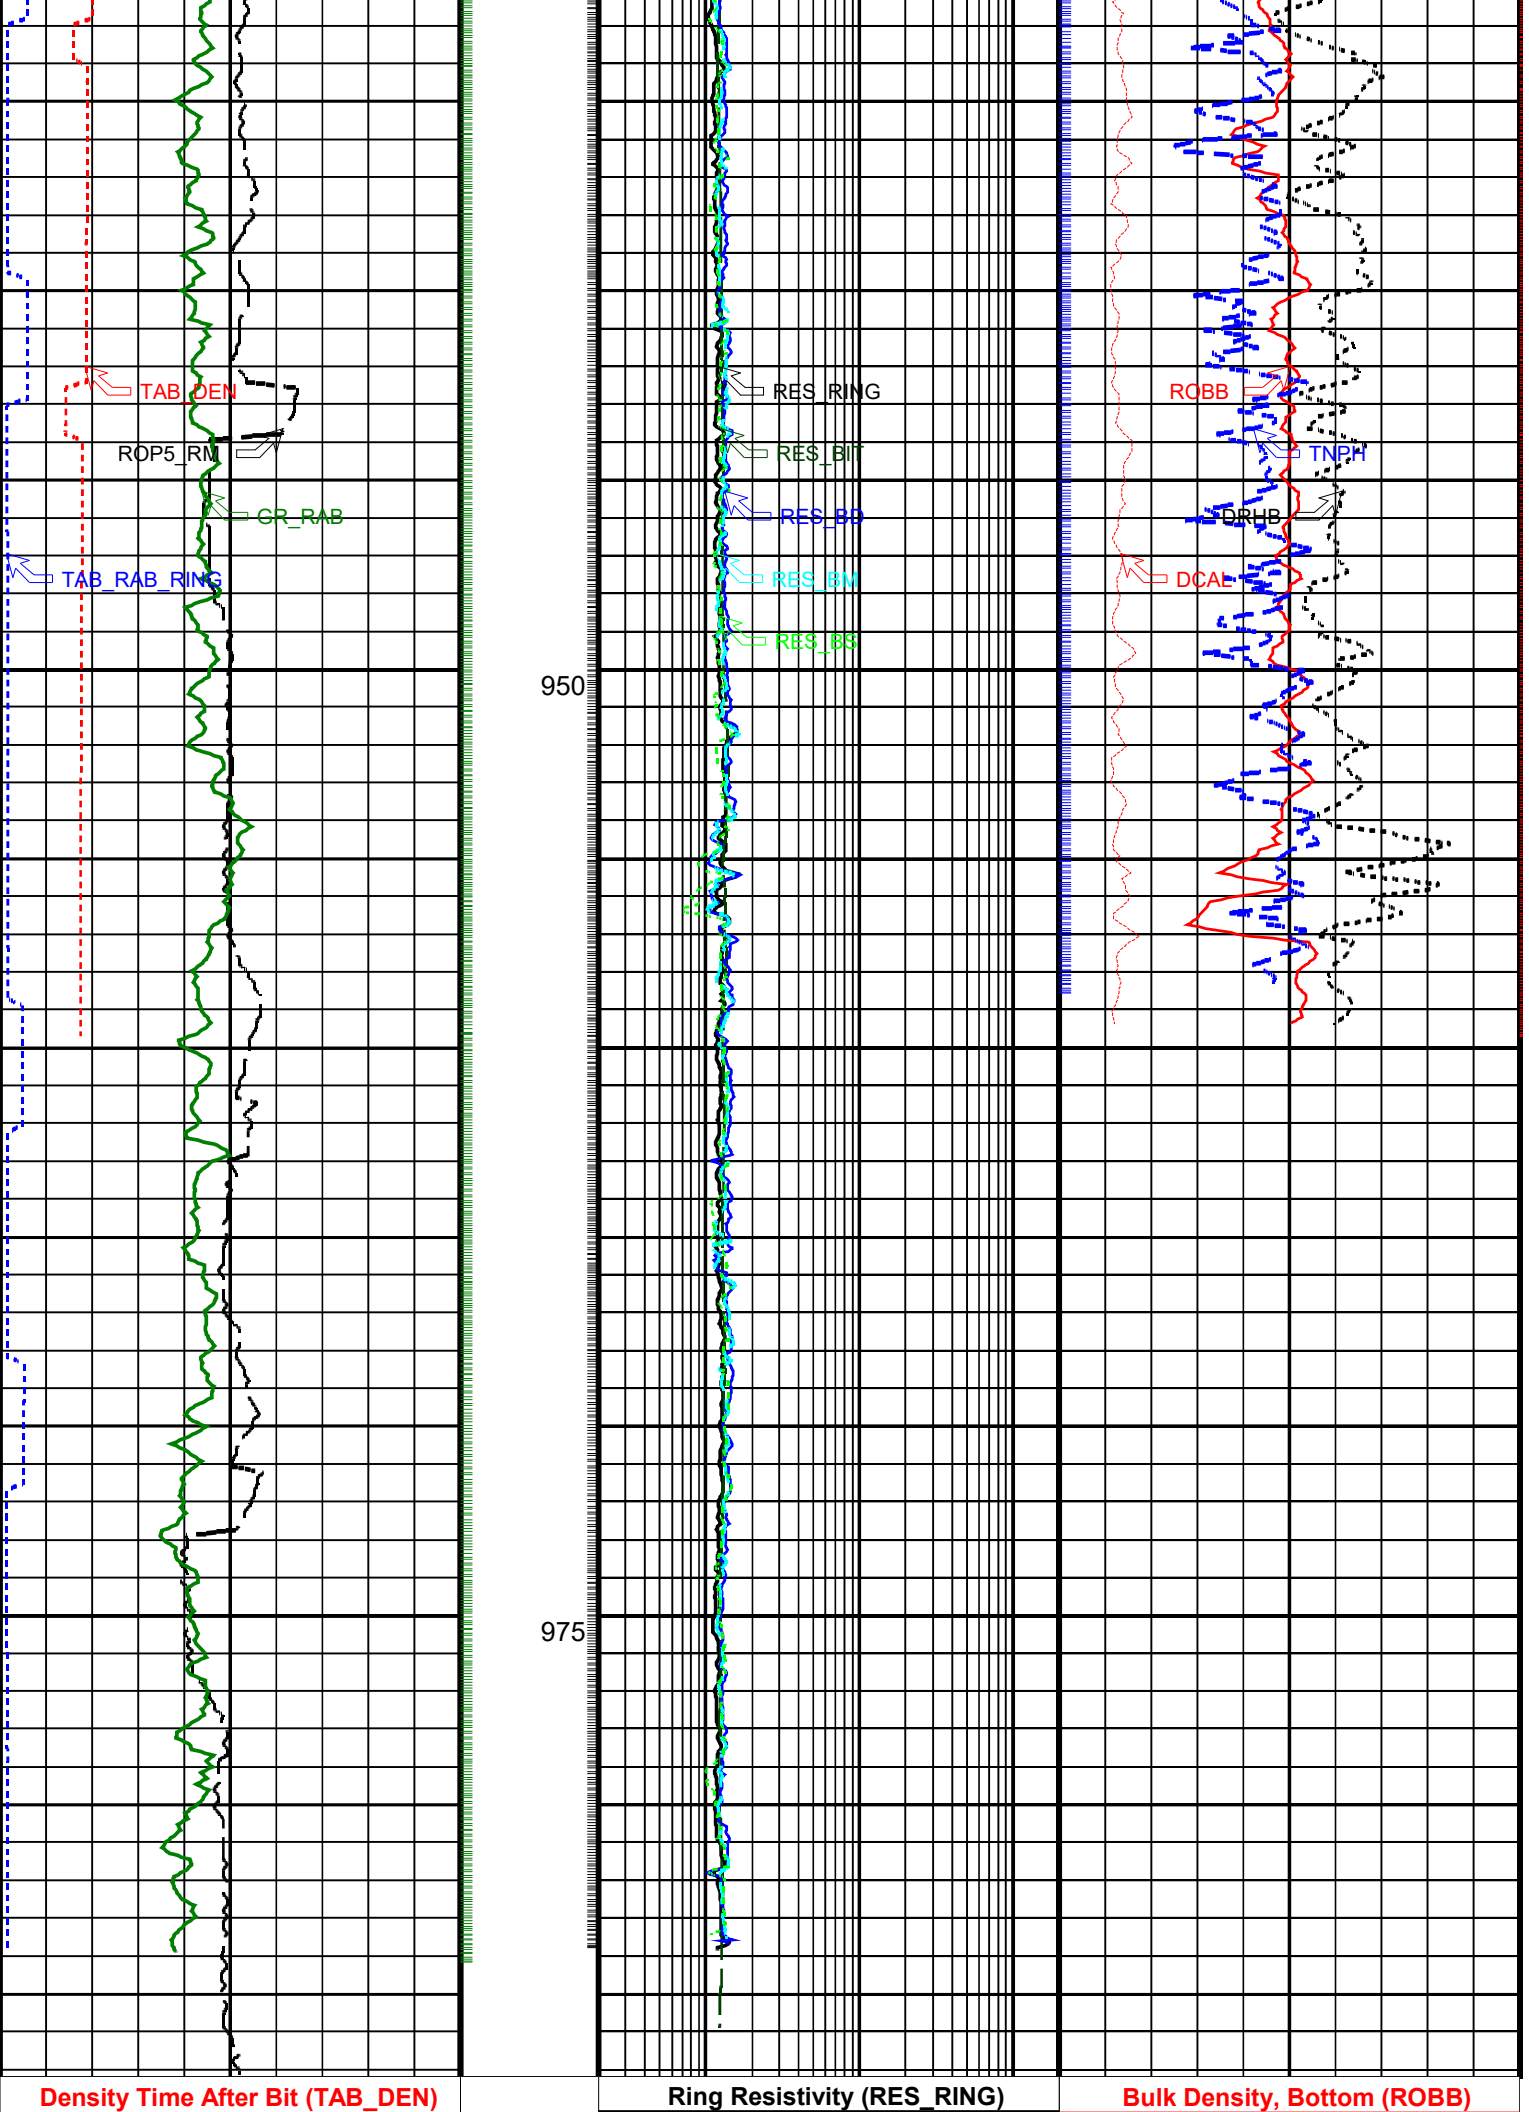 TAB_DEN
ROP5_RM
GR_RAB
TAB_RAB_RING
950
975
RES_RING
RES_BIT
RES_BD
RES_BM
RES_BS
ROBB
TNPH
DRHB
DCAL
Density Time After Bit (TAB_DEN)
Ring Resistivity (RES_RING)
Bulk Density, Bottom (ROBB)